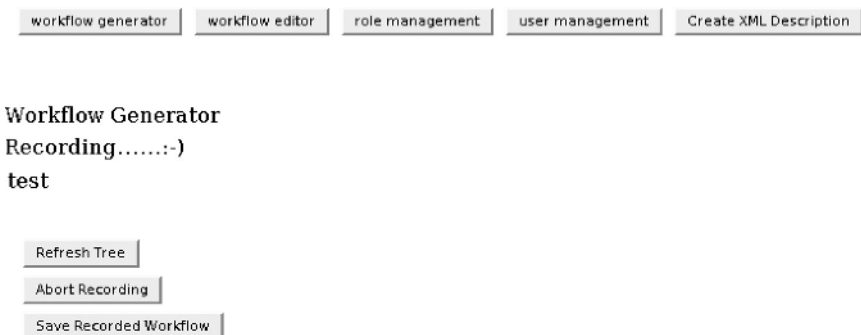 workflow generator workflow editor role management user management Create XML Description
Workflow Generator
Recording......:-)
test
Refresh Tree
Abort Recording
Save Recorded Workflow